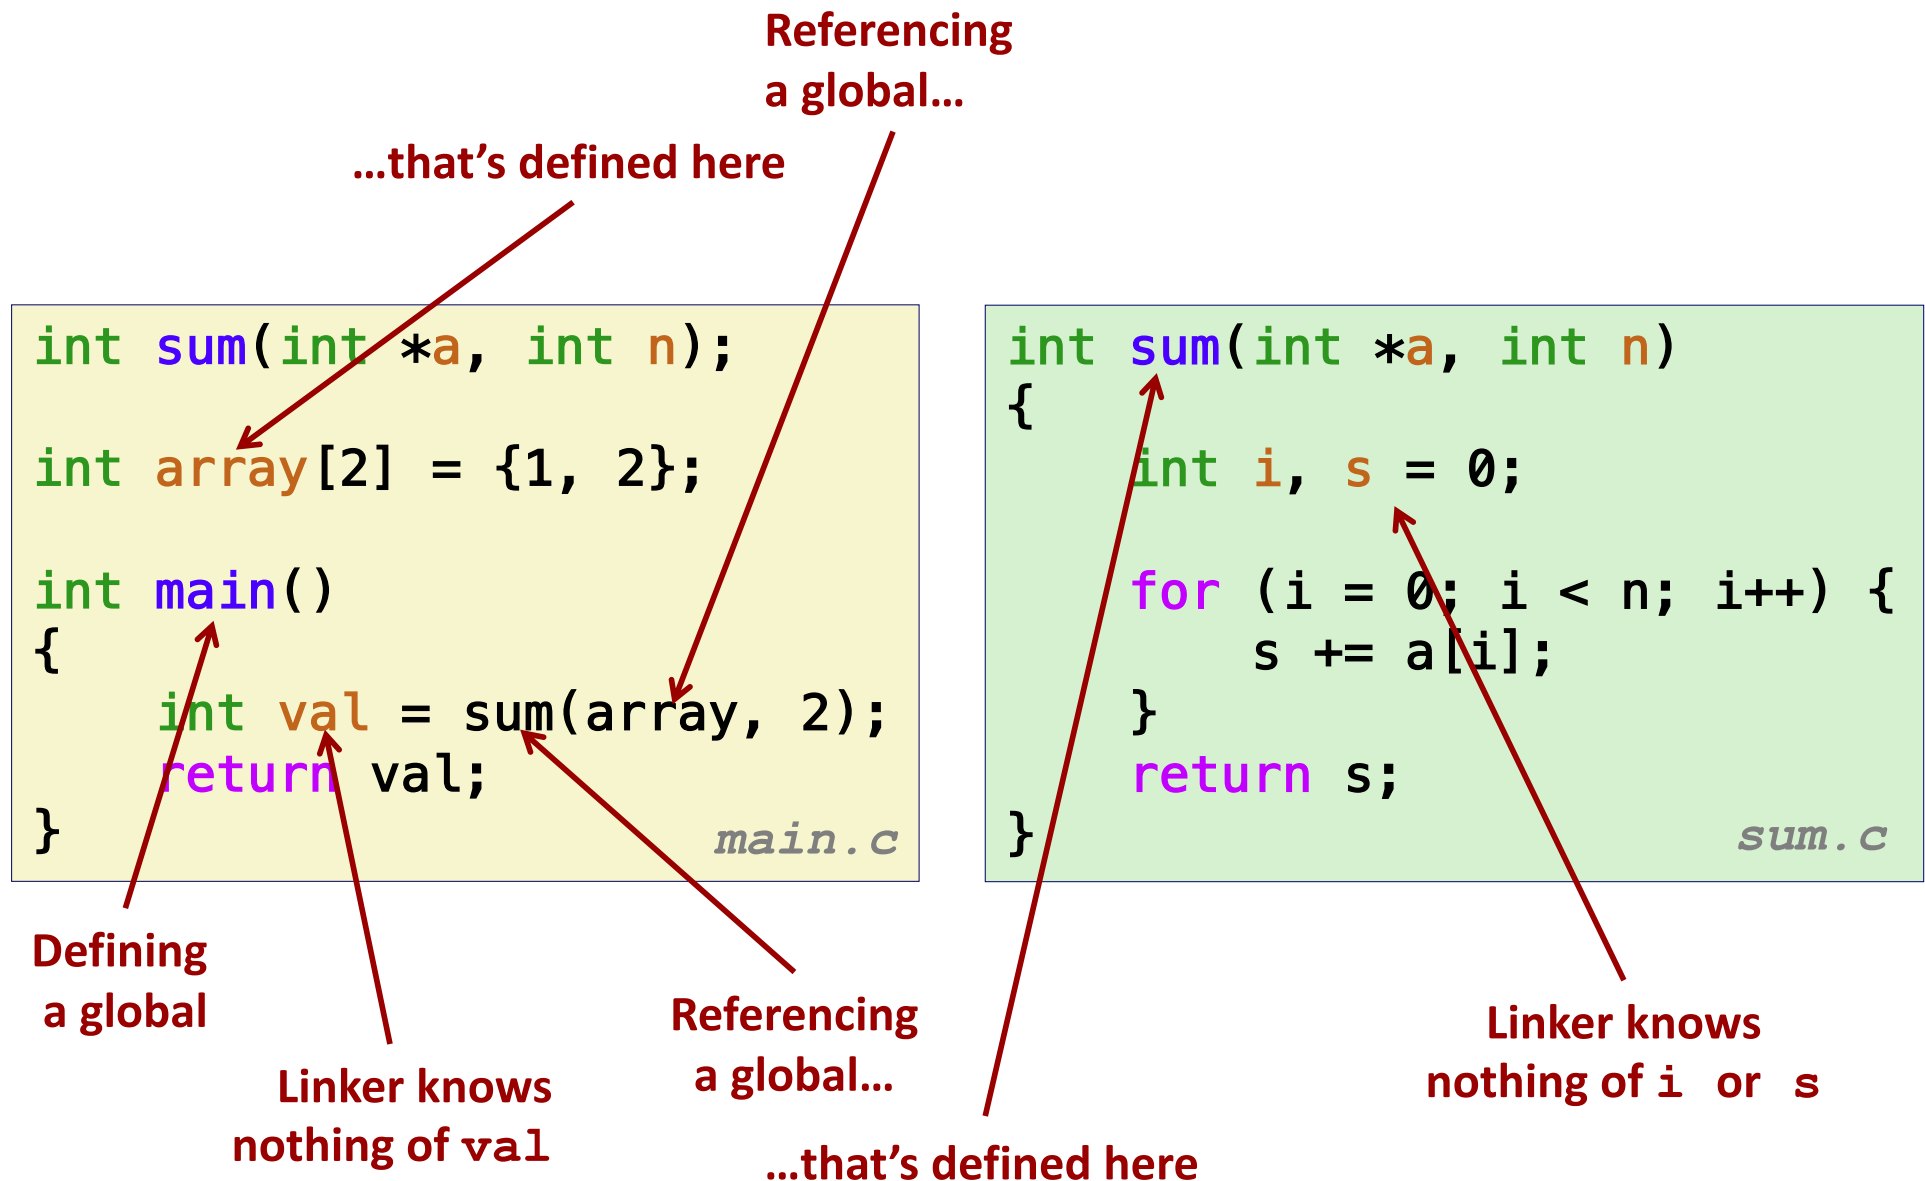 Referencing
a global…
…that’s defined here
int sum(int *a, int n);
int array[2] = {1, 2};
int main()
{
    int val = sum(array, 2);
    return val;
}
main.c
int sum(int *a, int n)
{
    int i, s = 0;
    for (i = 0; i < n; i++) {
        s += a[i];
    }
    return s;
}
sum.c
Defining
a global
Linker knows
nothing of val
Referencing
a global…
…that’s defined here
Linker knows
nothing of i or s